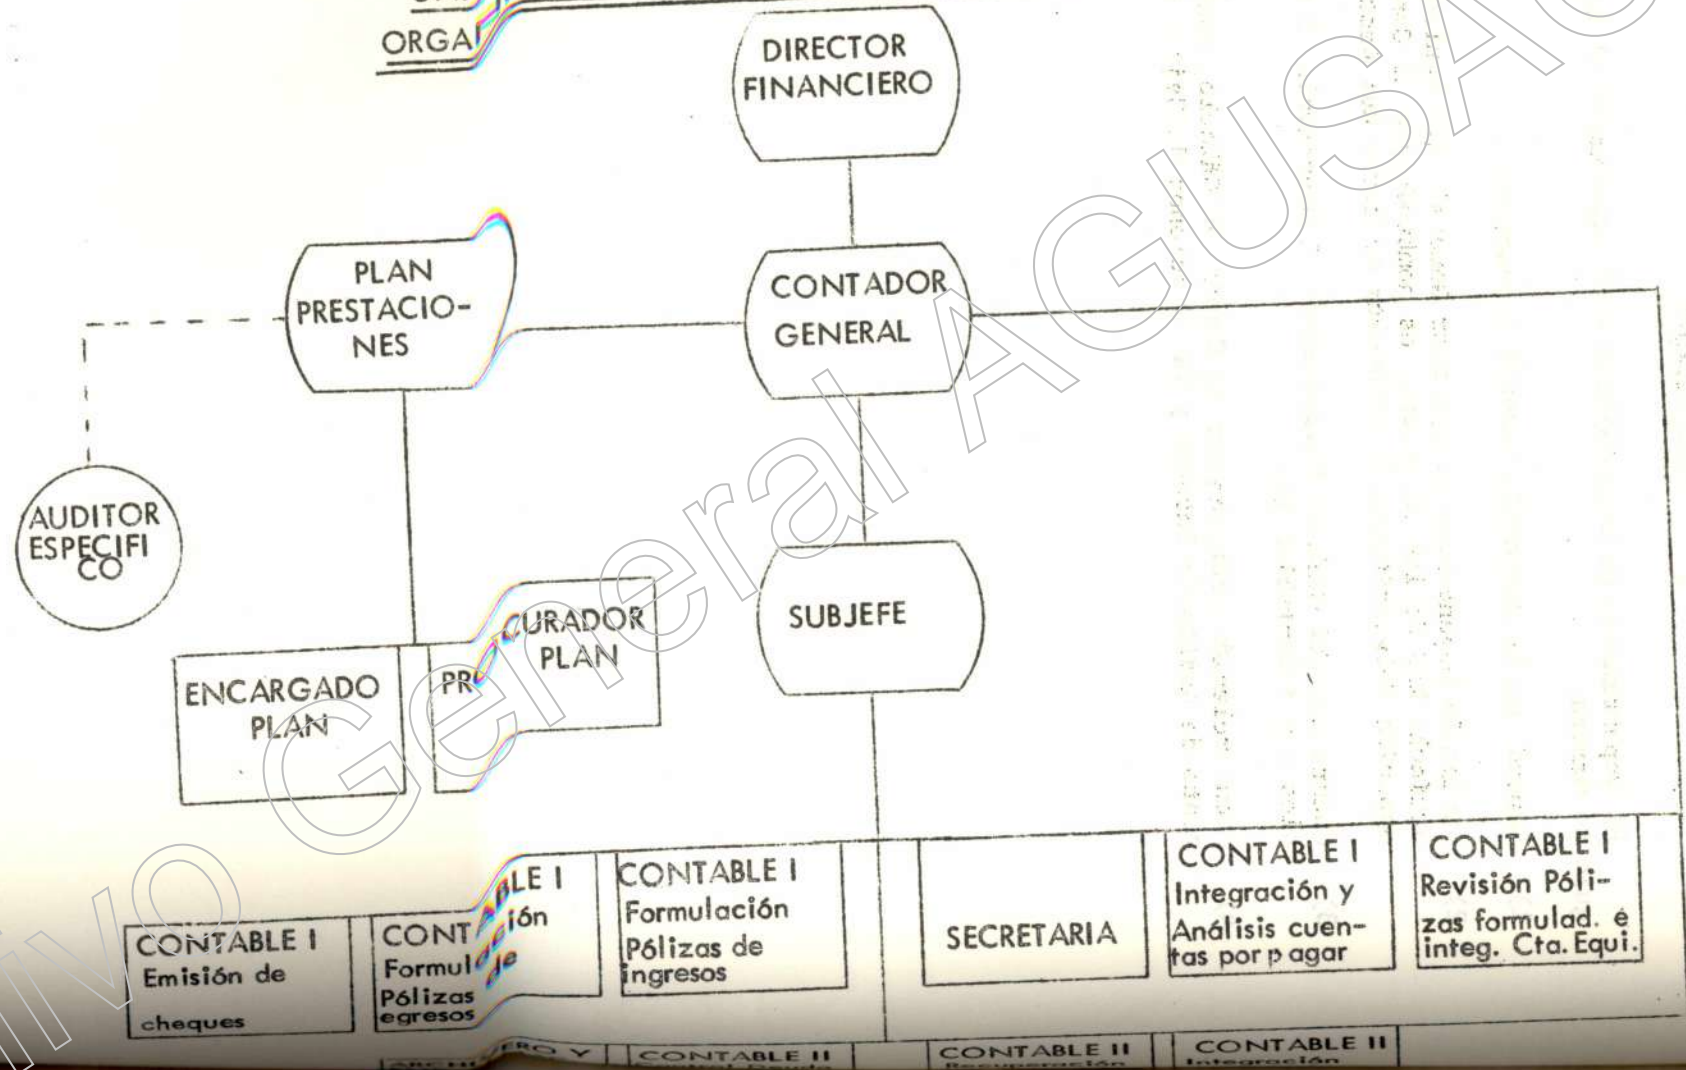 DIRECTOR
FINANCIERO
PLAN
PRESTACIO-
NES
CONTADOR
GENERAL
AUDITOR
ESPECIFI
CO
SUBJEFE
ENCARGADO
PLAN
CURADOR
PLAN
CONTABLE I
Emisión de
cheques
Pólizas
egresos
CONTABLE I
Formulación
Pólizas de
ingresos
SECRETARIA
CONTABLE I
Integración y
Análisis cuen-
tas por pagar
CONTABLE I
Revisión Póli-
zas formulad. é
integ. Cta. Equi.
CONTABLE II
CONTABLE II
CONTABLE II
General AGUSAC